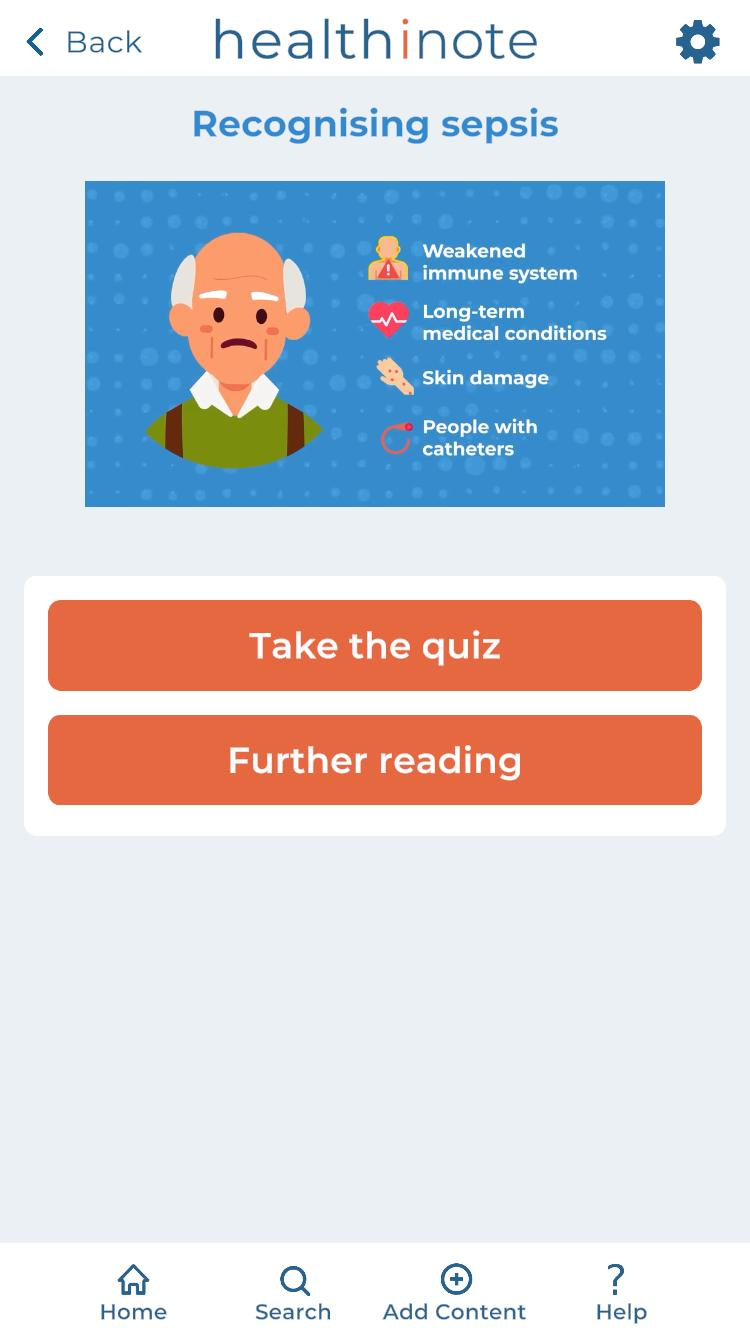 Back
healthinote
Recognising sepsis
Weakened
immune system
Long-term
medical conditions
Skin damage
People with
catheters
Take the quiz
Further reading
Home
Search
Add Content
Help